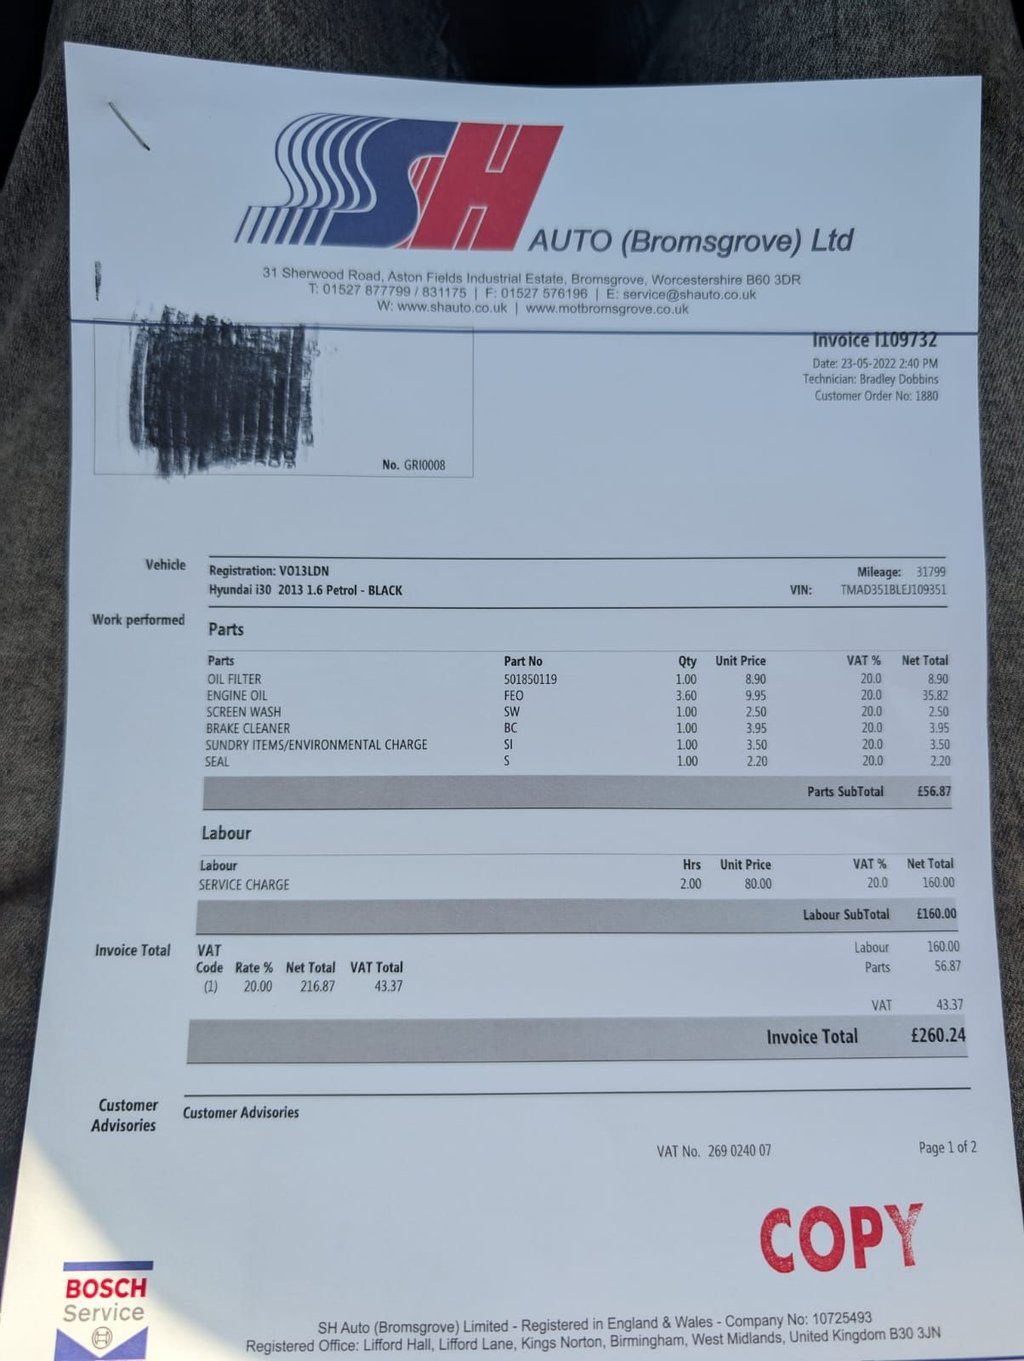 SH AUTO (Bromsgrove) Ltd
31 Sherwood Road, Aston Fields Industrial Estate, Bromsgrove, Worcestershire B60 3DR
T: 01527 877799 / 831175 | F: 01527 576196 | E: service@shauto.co.uk
W: www.shauto.co.uk | www.motbromsgrove.co.uk
Invoice I109732
Date: 23-05-2022 2:40 PM
Technician: Bradley Dobbins
Customer Order No: 1880
No. GRI0008
Vehicle Registration: VO13LDN Mileage: 31799
Hyundai i30 2013 1.6 Petrol - BLACK VIN: TMAD351BLEJ109351
Work performed Parts
Parts Part No Qty Unit Price VAT % Net Total
OIL FILTER 501850119 1.00 8.90 20.0 8.90
ENGINE OIL FEO 3.60 9.95 20.0 35.82
SCREEN WASH SW 1.00 2.50 20.0 2.50
BRAKE CLEANER BC 1.00 3.95 20.0 3.95
SUNDRY ITEMS/ENVIRONMENTAL CHARGE SI 1.00 3.50 20.0 3.50
SEAL S 1.00 2.20 20.0 2.20
Parts SubTotal £56.87
Labour
Labour Hrs Unit Price VAT % Net Total
SERVICE CHARGE 2.00 80.00 20.0 160.00
Labour SubTotal £160.00
Invoice Total VAT Labour 160.00
Code Rate % Net Total VAT Total Parts 56.87
(1) 20.00 216.87 43.37
VAT 43.37
Invoice Total £260.24
Customer Advisories Customer Advisories
VAT No. 269 0240 07 Page 1 of 2
COPY
BOSCH
Service
SH Auto (Bromsgrove) Limited - Registered in England & Wales - Company No: 10725493
Registered Office: Lifford Hall, Lifford Lane, Kings Norton, Birmingham, West Midlands, United Kingdom B30 3JN